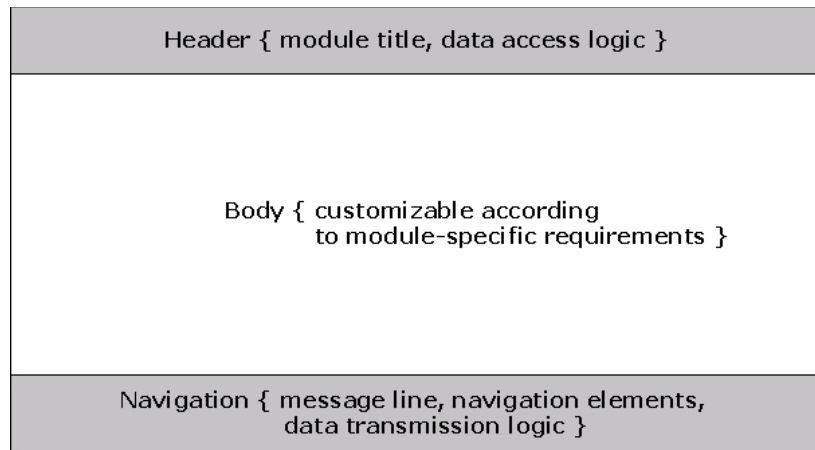 Header { module title, data access logic }
Body { customizable according
to module-specific requirements }
Navigation { message line, navigation elements,
data transmission logic }